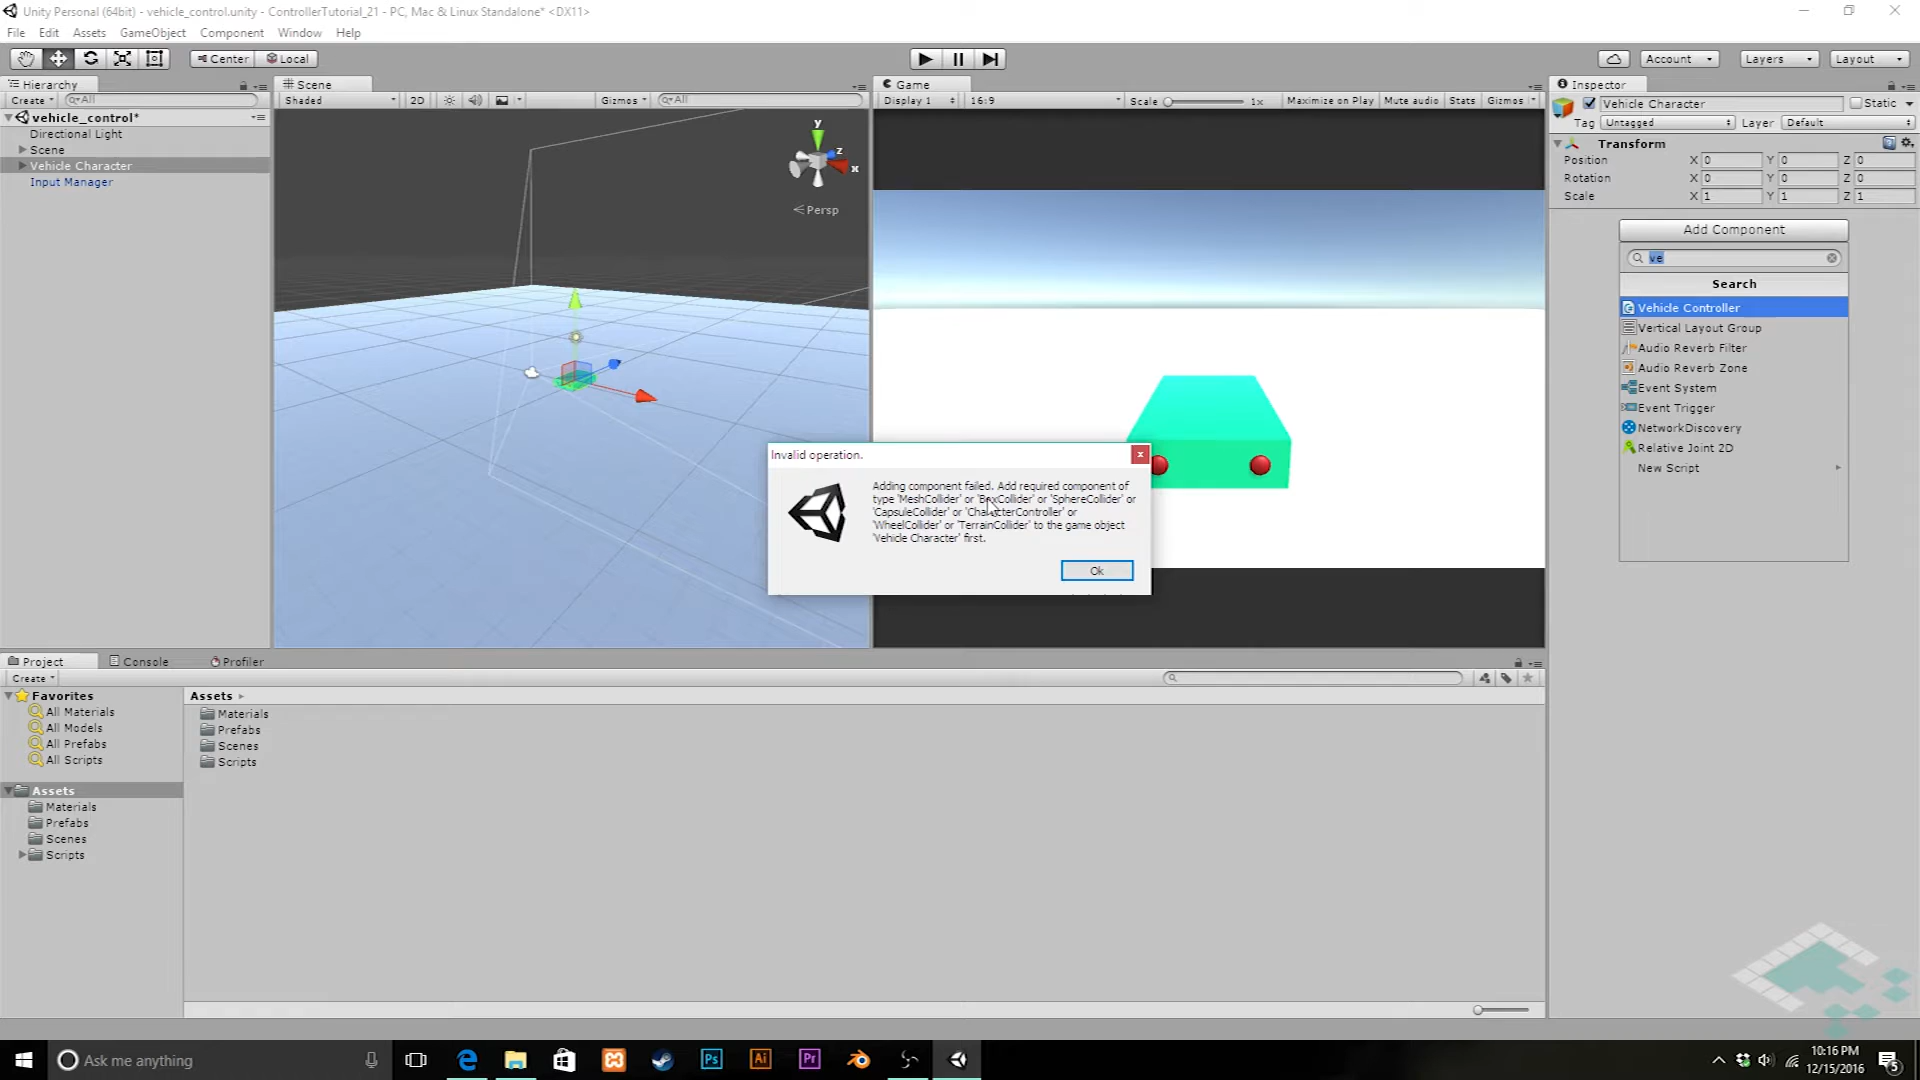 Unity Personal (64bit) - vehicle_control.unity - ControllerTutorial_21 - PC, Mac & Linux Standalone* <DX11>
File Edit Assets GameObject Component Window Help
Center Local Account Layers Layout
Hierarchy
Create All
vehicle_control*
Directional Light
Scene
Vehicle Character
Input Manager
Scene
Shaded 2D Gizmos All
y
z
x
Persp
Game
Display 1 16:9 Scale 1x Maximize on Play Mute audio Stats Gizmos
Invalid operation.
x
Adding component failed. Add required component of
type 'MeshCollider' or 'BoxCollider' or 'SphereCollider' or
'CapsuleCollider' or 'CharacterController' or
'WheelCollider' or 'TerrainCollider' to the game object
'Vehicle Character' first.
Ok
Inspector
Vehicle Character Static
Tag Untagged Layer Default
Transform
Position X 0 Y 0 Z 0
Rotation X 0 Y 0 Z 0
Scale X 1 Y 1 Z 1
Add Component
ve
Search
Vehicle Controller
Vertical Layout Group
Audio Reverb Filter
Audio Reverb Zone
Event System
Event Trigger
NetworkDiscovery
Relative Joint 2D
New Script
Project Console Profiler
Create
Favorites
All Materials
All Models
All Prefabs
All Scripts
Assets
Materials
Prefabs
Scenes
Scripts
Assets
Materials
Prefabs
Scenes
Scripts
Ask me anything
Ps Ai Pr
10:16 PM
12/15/2016
5